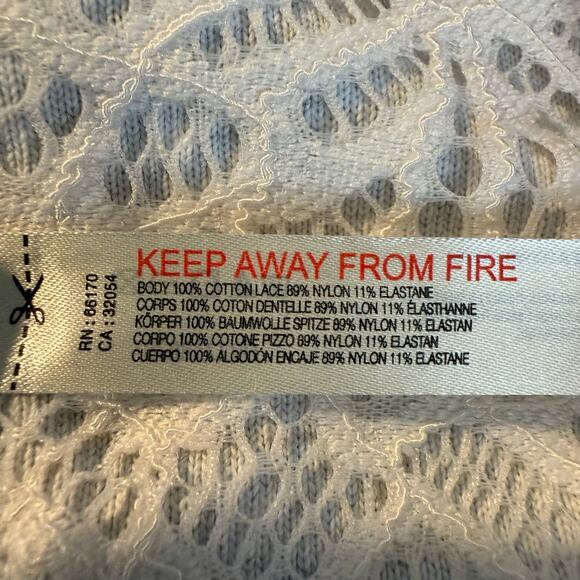 KEEP AWAY FROM FIRE
BODY 100% COTTON LACE 89% NYLON 11% ELASTANE
CORPS 100% COTON DENTELLE 89% NYLON 11% ÉLASTHANNE
KÖRPER 100% BAUMWOLLE SPITZE 89% NYLON 11% ELASTAN
CORPO 100% COTONE PIZZO 89% NYLON 11% ELASTAN
CUERPO 100% ALGODÓN ENCAJE 89% NYLON 11% ELASTANE
RN : 66170
CA : 32054